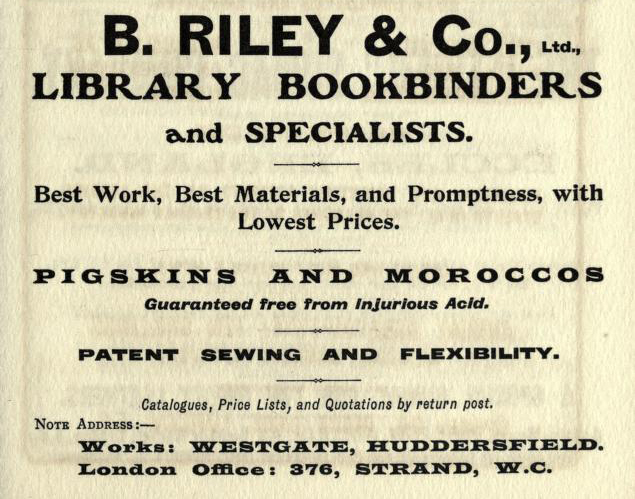 B. RILEY & Co., Ltd.,
LIBRARY BOOKBINDERS
and SPECIALISTS.
Best Work, Best Materials, and Promptness, with
Lowest Prices.
PIGSKINS AND MOROCCOS
Guaranteed free from Injurious Acid.
PATENT SEWING AND FLEXIBILITY.
Catalogues, Price Lists, and Quotations by return post.
NOTE ADDRESS:—
Works: WESTGATE, HUDDERSFIELD.
London Office: 376, STRAND, W.C.